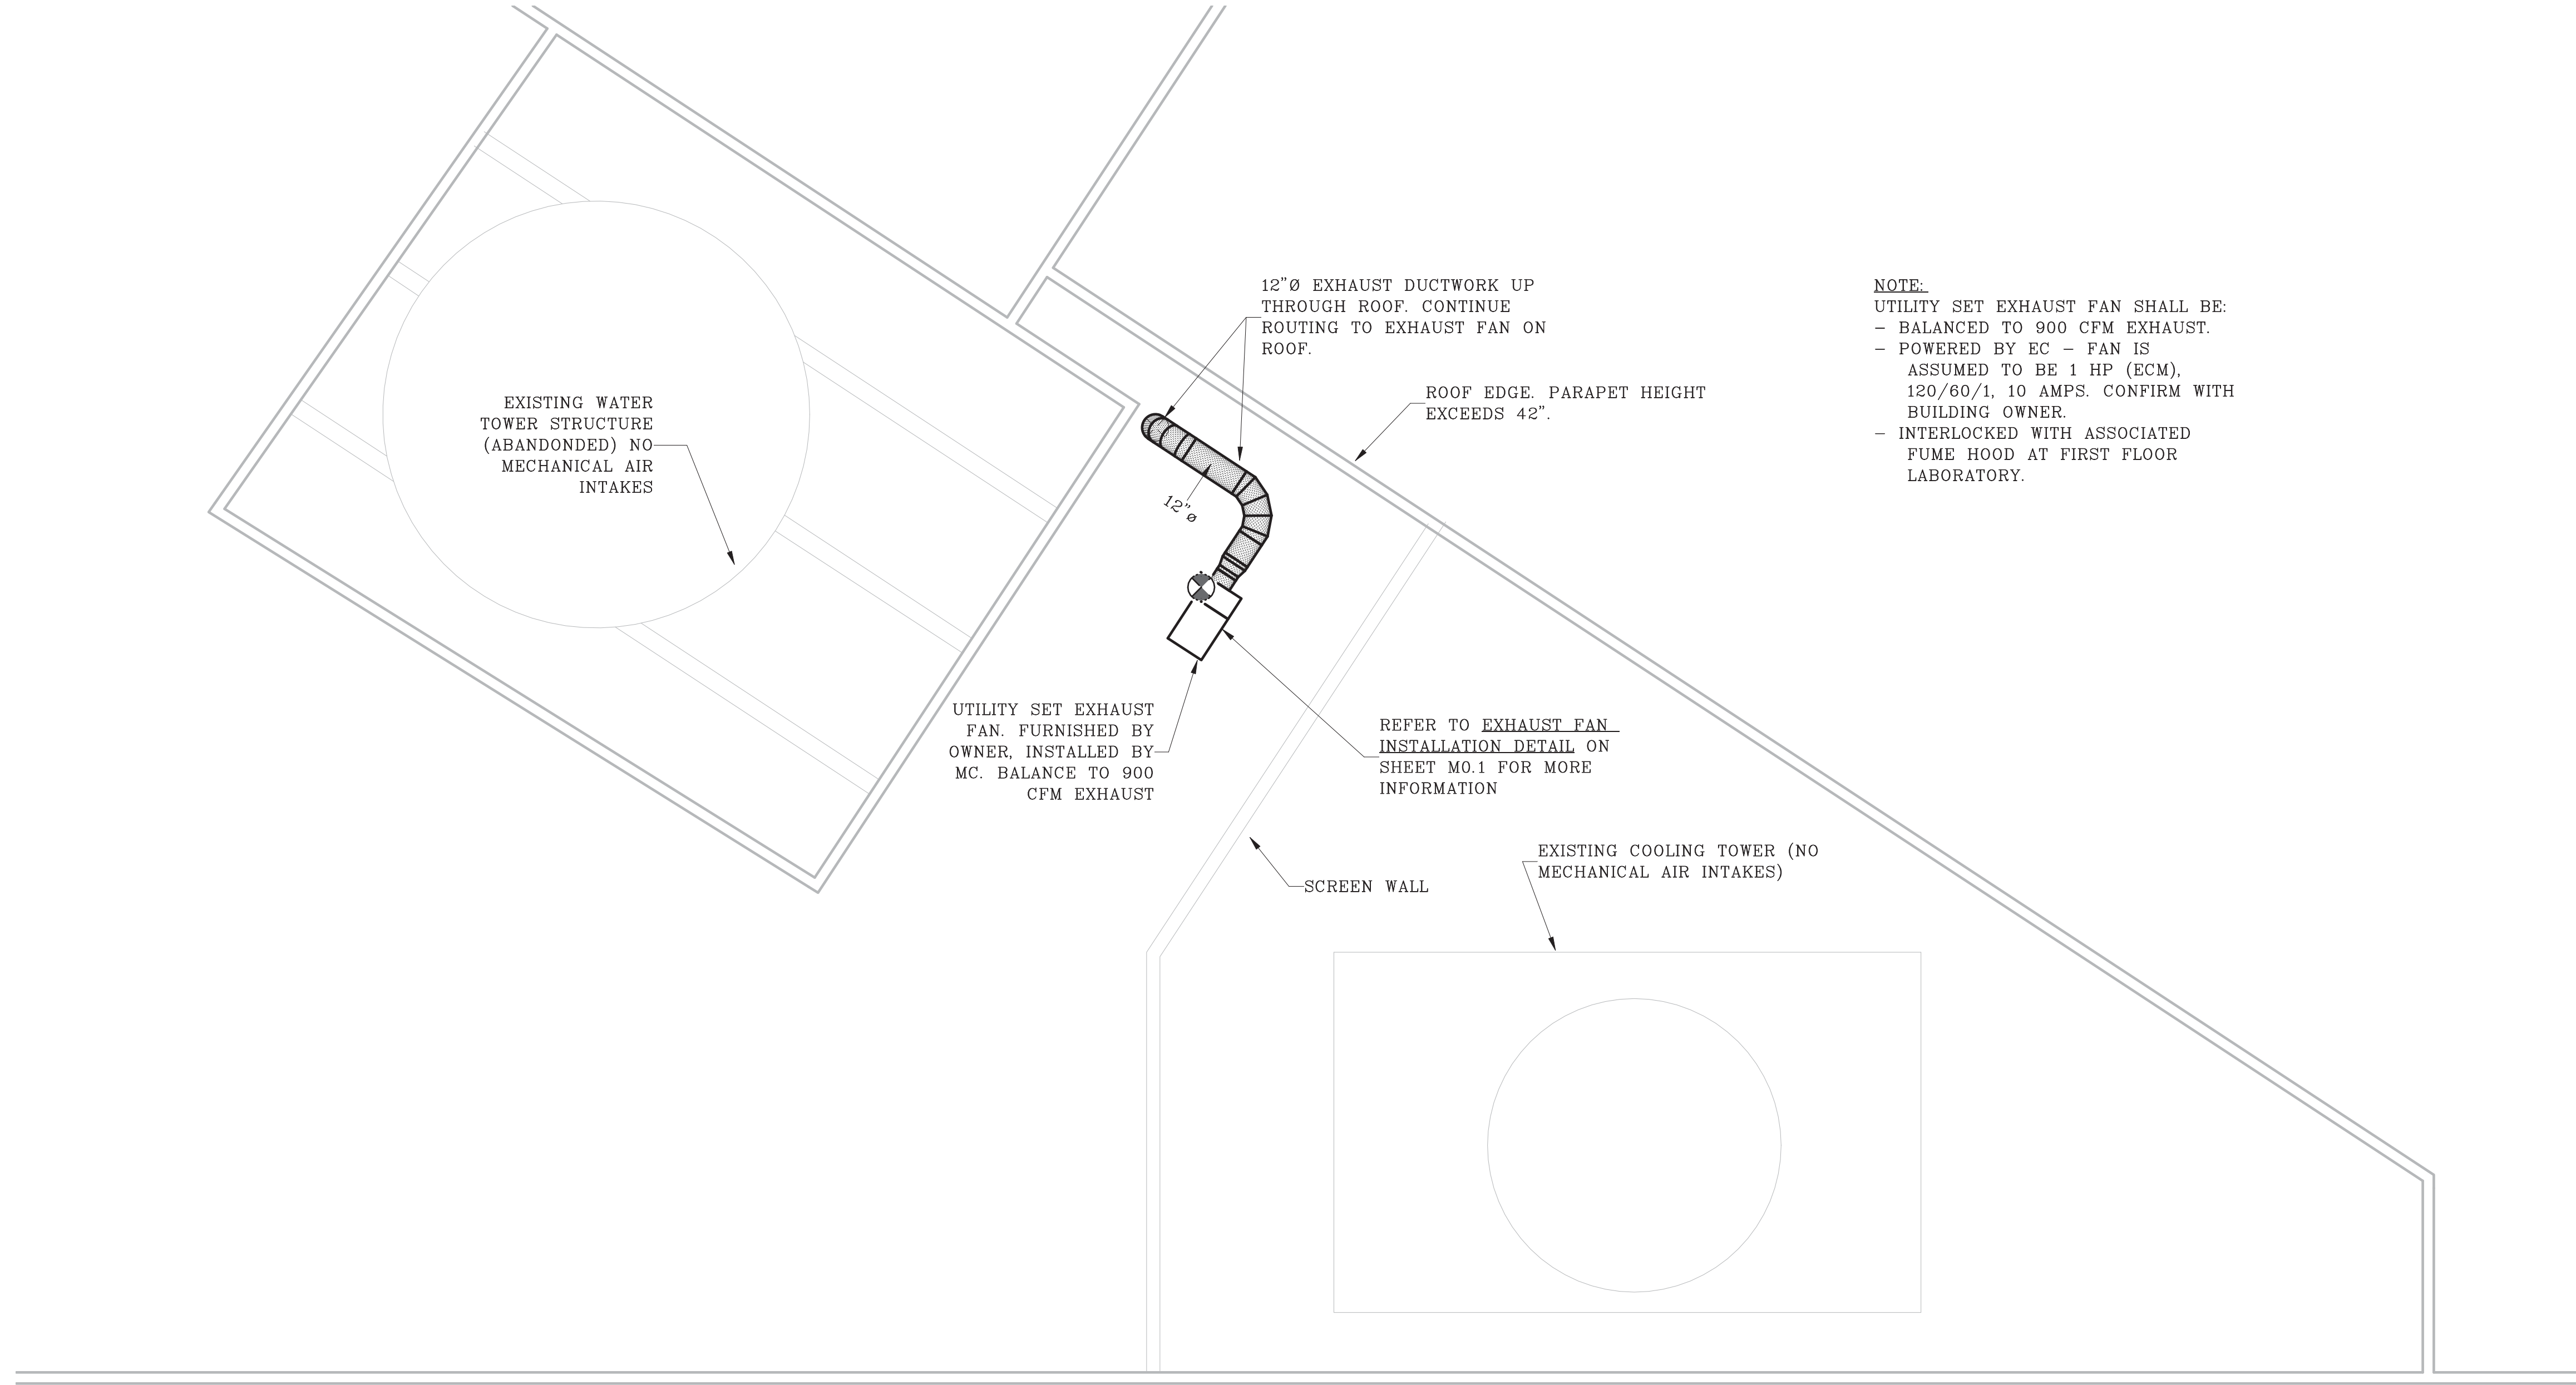 12"Ø EXHAUST DUCTWORK UP
THROUGH ROOF. CONTINUE
ROUTING TO EXHAUST FAN ON
ROOF.
NOTE:
UTILITY SET EXHAUST FAN SHALL BE:
- BALANCED TO 900 CFM EXHAUST.
- POWERED BY EC - FAN IS
ASSUMED TO BE 1 HP (ECM),
120/60/1, 10 AMPS. CONFIRM WITH
BUILDING OWNER.
- INTERLOCKED WITH ASSOCIATED
FUME HOOD AT FIRST FLOOR
LABORATORY.
ROOF EDGE. PARAPET HEIGHT
EXCEEDS 42".
EXISTING WATER
TOWER STRUCTURE
(ABANDONDED) NO
MECHANICAL AIR
INTAKES
12"Ø
UTILITY SET EXHAUST
FAN. FURNISHED BY
OWNER, INSTALLED BY
MC. BALANCE TO 900
CFM EXHAUST
REFER TO EXHAUST FAN
INSTALLATION DETAIL ON
SHEET M0.1 FOR MORE
INFORMATION
EXISTING COOLING TOWER (NO
MECHANICAL AIR INTAKES)
SCREEN WALL